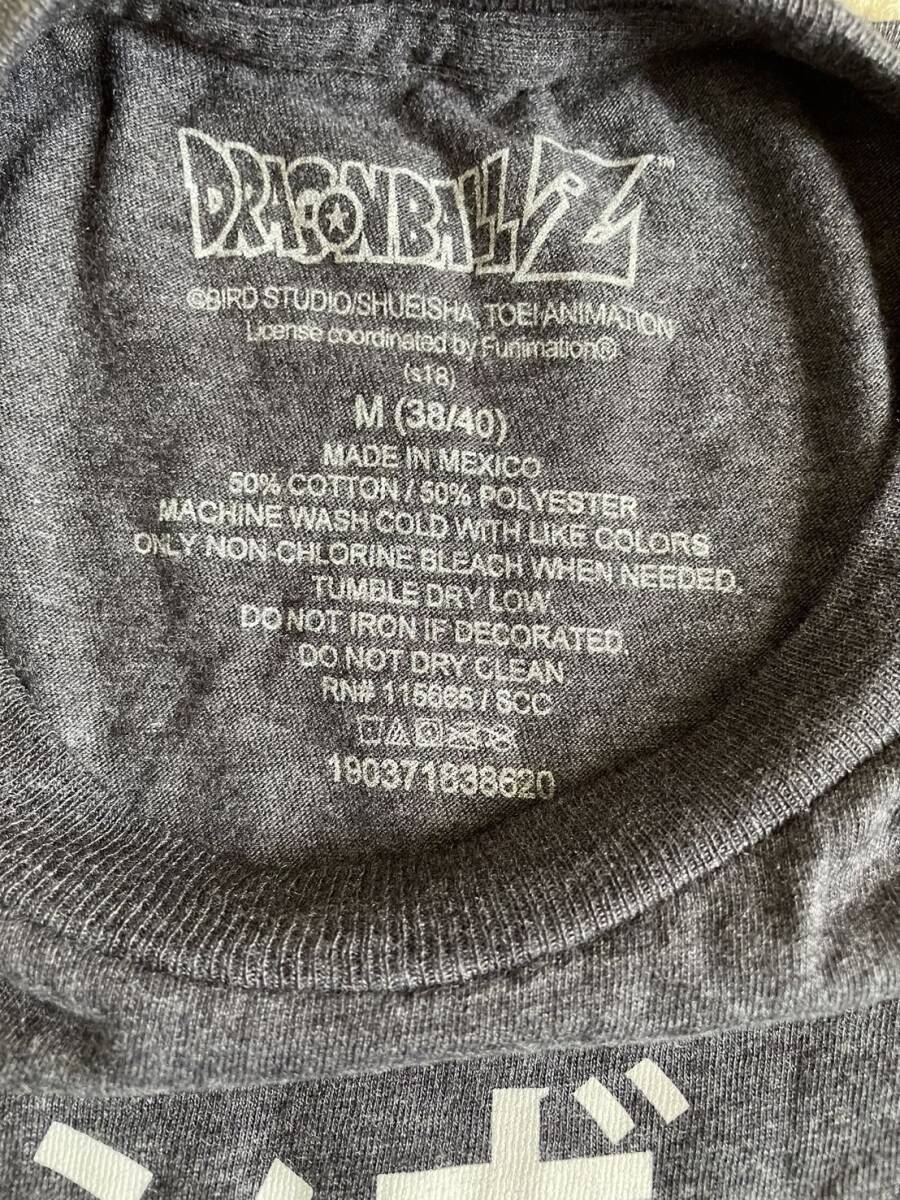 DRAGONBALL Z™
©BIRD STUDIO/SHUEISHA, TOEI ANIMATION
License coordinated by Funimation®
(s18)
M (38/40)
MADE IN MEXICO
50% COTTON / 50% POLYESTER
MACHINE WASH COLD WITH LIKE COLORS
ONLY NON-CHLORINE BLEACH WHEN NEEDED.
TUMBLE DRY LOW
DO NOT IRON IF DECORATED.
DO NOT DRY CLEAN
RN# 115665 / SCC
190371638620